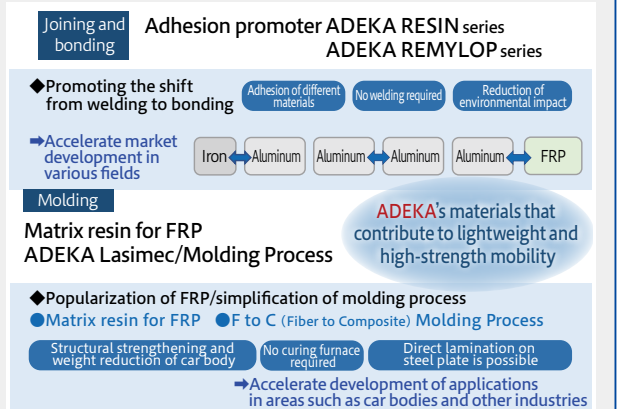 Joining and
bonding
Adhesion promoter ADEKA RESIN series
ADEKA REMYLOP series
◆Promoting the shift
from welding to bonding
Adhesion of different
materials
No welding required
Reduction of
environmental impact
➡Accelerate market
development in
various fields
Iron Aluminum Aluminum Aluminum Aluminum FRP
Molding
Matrix resin for FRP
ADEKA Lasimec/Molding Process
ADEKA's materials that
contribute to lightweight and
high-strength mobility
◆Popularization of FRP/simplification of molding process
●Matrix resin for FRP ●F to C (Fiber to Composite) Molding Process
Structural strengthening and
weight reduction of car body
No curing furnace
required
Direct lamination on
steel plate is possible
➡Accelerate development of applications
in areas such as car bodies and other industries